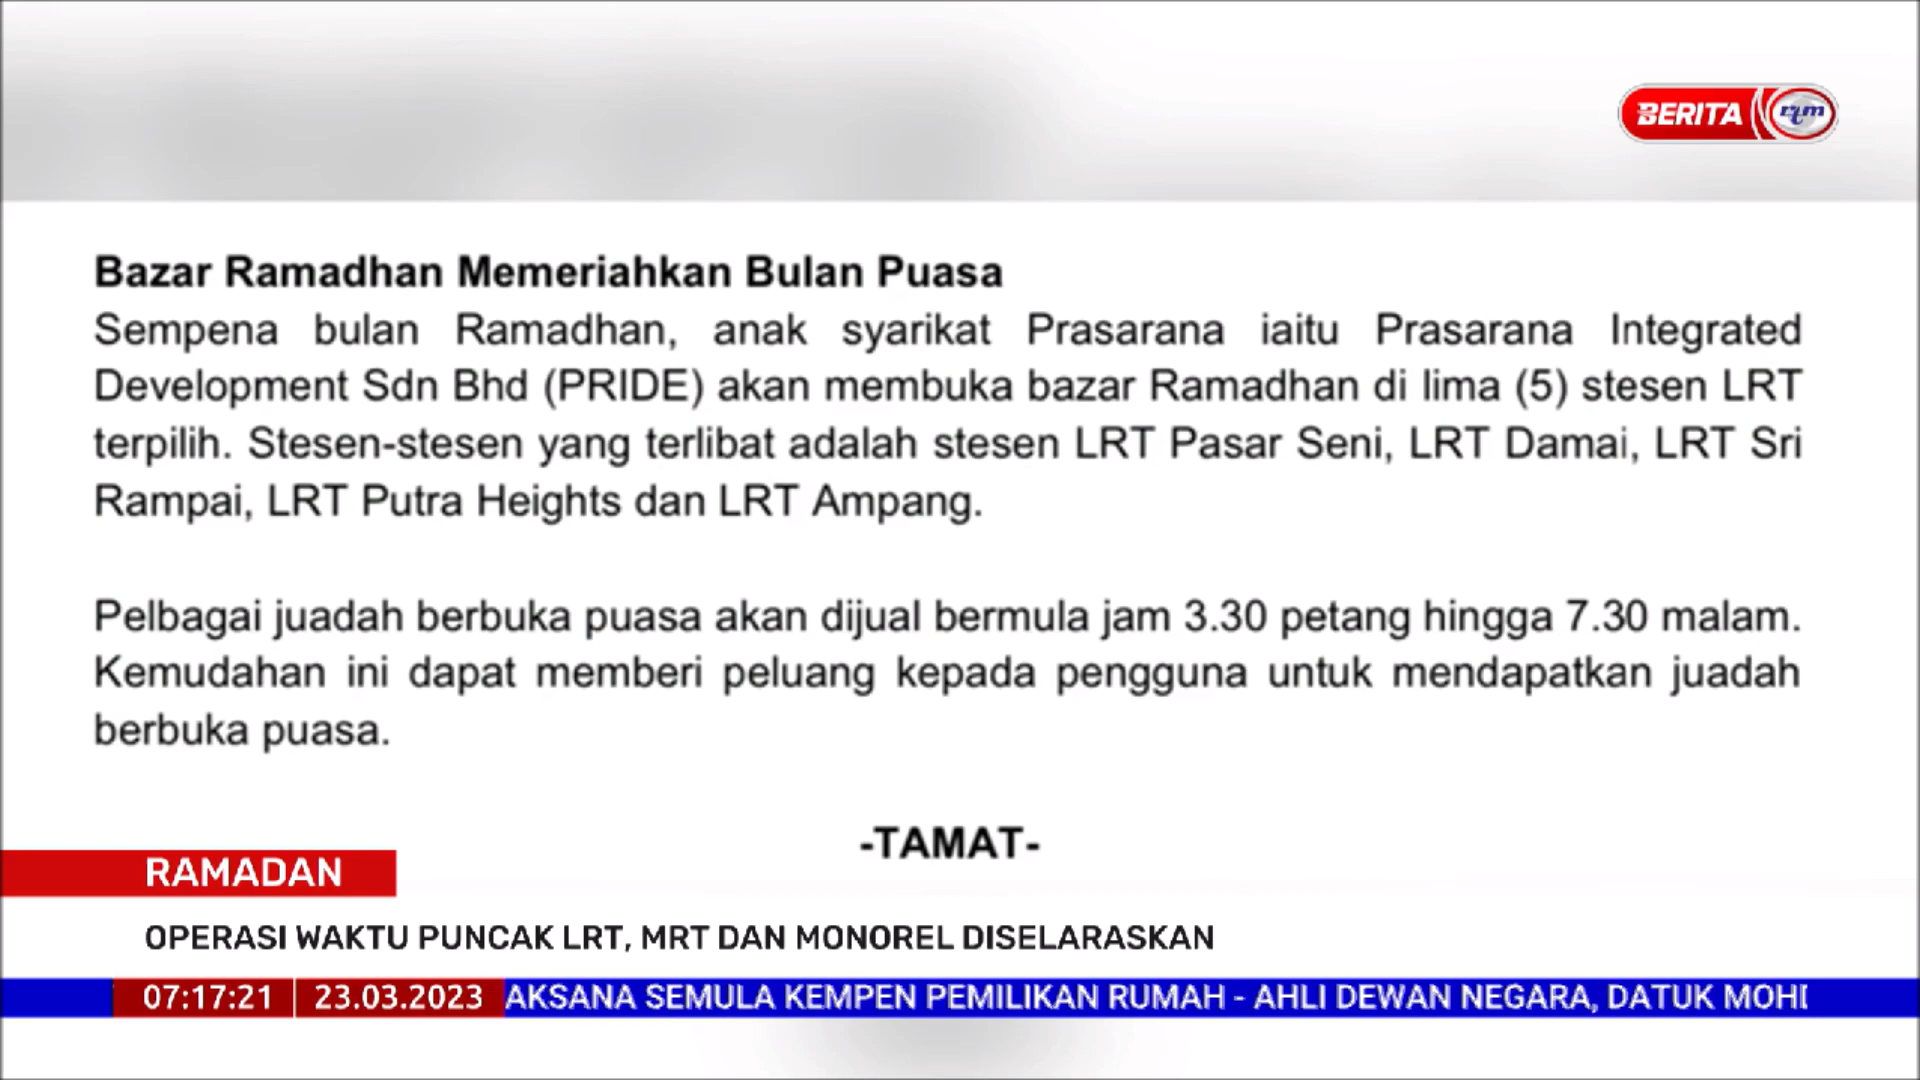 BERITA rtm
Bazar Ramadhan Memeriahkan Bulan Puasa
Sempena bulan Ramadhan, anak syarikat Prasarana iaitu Prasarana Integrated
Development Sdn Bhd (PRIDE) akan membuka bazar Ramadhan di lima (5) stesen LRT
terpilih. Stesen-stesen yang terlibat adalah stesen LRT Pasar Seni, LRT Damai, LRT Sri
Rampai, LRT Putra Heights dan LRT Ampang.
Pelbagai juadah berbuka puasa akan dijual bermula jam 3.30 petang hingga 7.30 malam.
Kemudahan ini dapat memberi peluang kepada pengguna untuk mendapatkan juadah
berbuka puasa.
-TAMAT-
RAMADAN
OPERASI WAKTU PUNCAK LRT, MRT DAN MONOREL DISELARASKAN
07:17:21 23.03.2023 AKSANA SEMULA KEMPEN PEMILIKAN RUMAH - AHLI DEWAN NEGARA, DATUK MOH